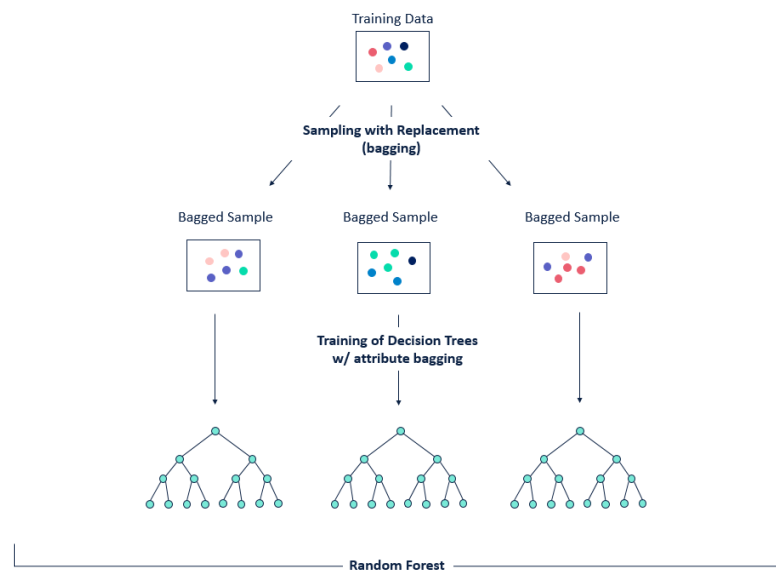 Training Data
Sampling with Replacement
(bagging)
Bagged Sample
Bagged Sample
Bagged Sample
Training of Decision Trees
w/ attribute bagging
Random Forest